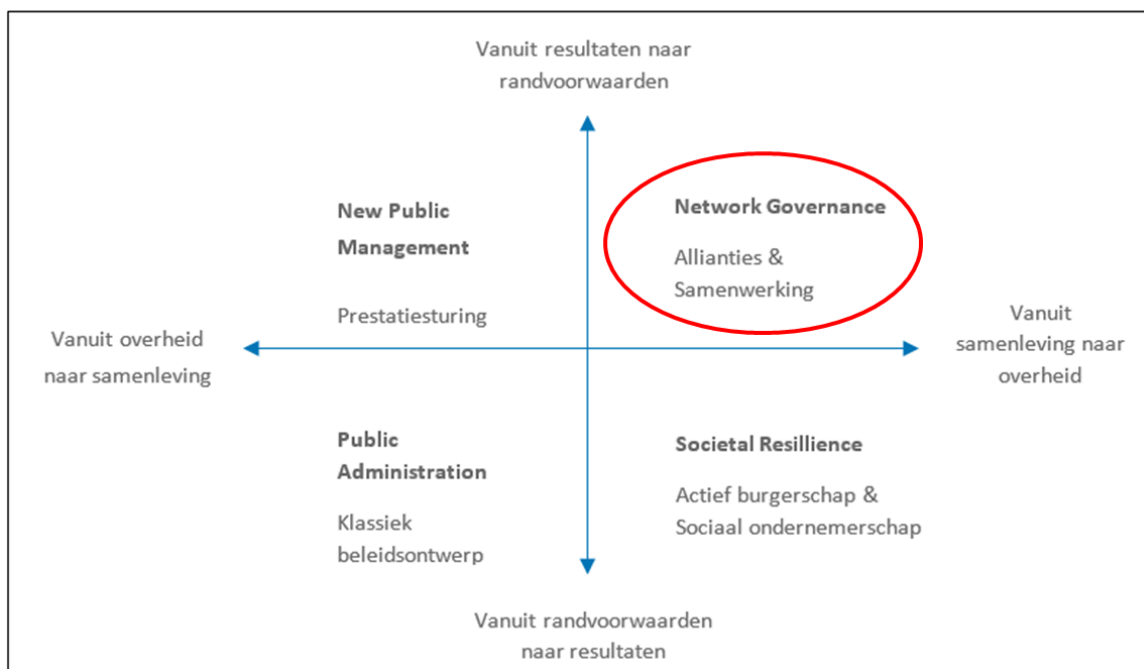 Vanuit resultaten naar
randvoorwaarden
New Public
Management
Prestatiesturing
Network Governance
Allianties &
Samenwerking
Vanuit overheid
naar samenleving
Vanuit
samenleving naar
overheid
Public
Administration
Klassiek
beleidsontwerp
Societal Resillience
Actief burgerschap &
Sociaal ondernemerschap
Vanuit randvoorwaarden
naar resultaten